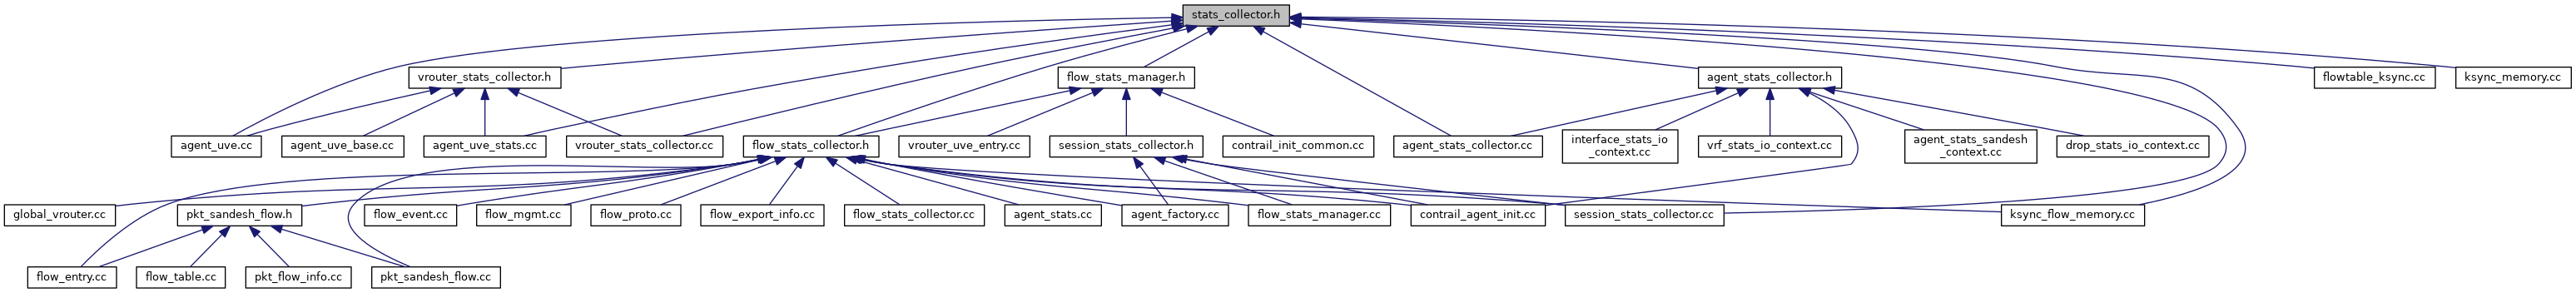 stats_collector.h
vrouter_stats_collector.h
flow_stats_manager.h
agent_stats_collector.h
flowtable_ksync.cc
ksync_memory.cc
agent_uve.cc
agent_uve_base.cc
agent_uve_stats.cc
vrouter_stats_collector.cc
flow_stats_collector.h
vrouter_uve_entry.cc
session_stats_collector.h
contrail_init_common.cc
agent_stats_collector.cc
interface_stats_io
_context.cc
vrf_stats_io_context.cc
agent_stats_sandesh
_context.cc
drop_stats_io_context.cc
global_vrouter.cc
pkt_sandesh_flow.h
flow_event.cc
flow_mgmt.cc
flow_proto.cc
flow_export_info.cc
flow_stats_collector.cc
agent_stats.cc
agent_factory.cc
flow_stats_manager.cc
contrail_agent_init.cc
session_stats_collector.cc
ksync_flow_memory.cc
flow_entry.cc
flow_table.cc
pkt_flow_info.cc
pkt_sandesh_flow.cc